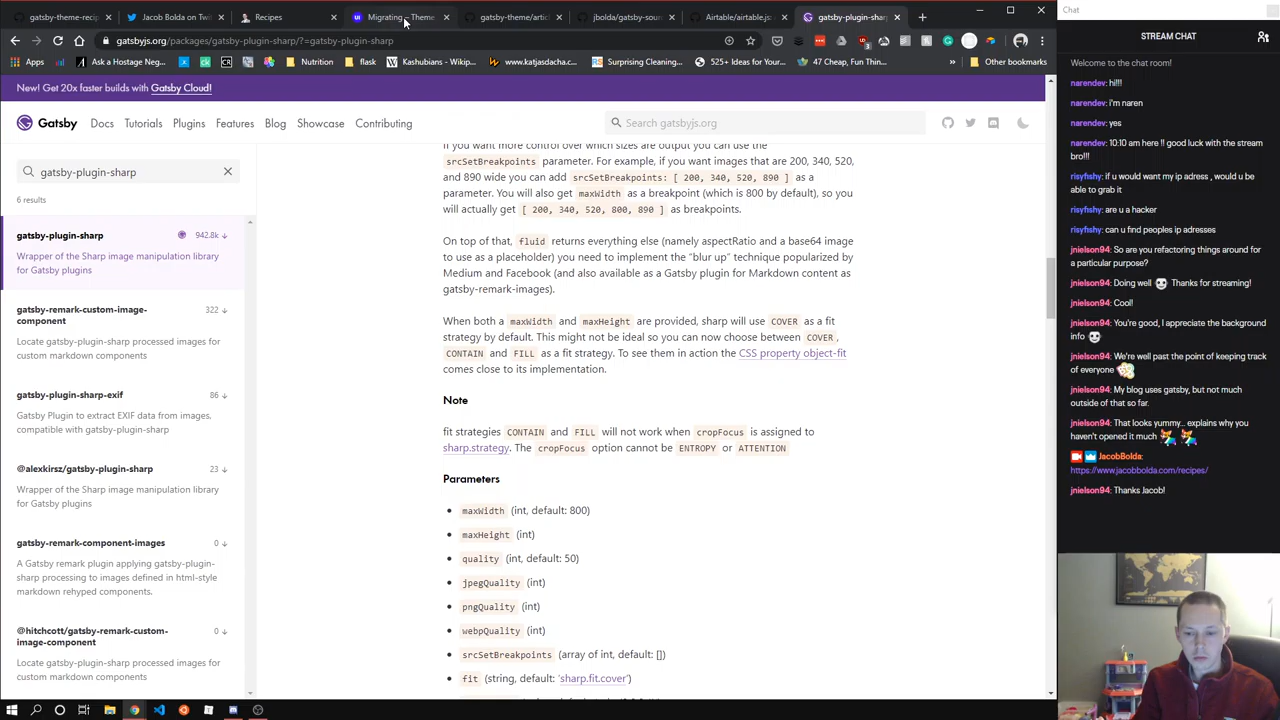 gatsby-theme-recip
Jacob Bolda on Twit
Recipes
Migrating – Theme
gatsby-theme/articl
jbolda/gatsby-sour
Airtable/airtable.js:
gatsby-plugin-sharp
gatsbyjs.org/packages/gatsby-plugin-sharp/?=gatsby-plugin-sharp
Apps
Ask a Hostage Neg...
Nutrition
flask
Kashubians - Wikip...
www.katjasdacha.c...
Surprising Cleaning...
525+ Ideas for Your...
47 Cheap, Fun Thin...
»
Other bookmarks
New! Get 20x faster builds with Gatsby Cloud!
Gatsby
Docs
Tutorials
Plugins
Features
Blog
Showcase
Contributing
Search gatsbyjs.org
gatsby-plugin-sharp
6 results
gatsby-plugin-sharp
942.8k
Wrapper of the Sharp image manipulation library
for Gatsby plugins
gatsby-remark-custom-image-
component
322
Locate gatsby-plugin-sharp processed images for
custom markdown components
gatsby-plugin-sharp-exif
86
Gatsby Plugin to extract EXIF data from images,
compatible with gatsby-plugin-sharp
@alexkirsz/gatsby-plugin-sharp
23
Wrapper of the Sharp image manipulation library
for Gatsby plugins
gatsby-remark-component-images
0
A Gatsby remark plugin applying gatsby-plugin-
sharp processing to images defined in html-style
markdown rehyped components.
@hitchcott/gatsby-remark-custom-
image-component
0
Locate gatsby-plugin-sharp processed images for
custom markdown components
If you want more control over which sizes are output you can use the
srcSetBreakpoints parameter. For example, if you want images that are 200, 340, 520,
and 890 wide you can add srcSetBreakpoints: [ 200, 340, 520, 890 ] as a
parameter. You will also get maxWidth as a breakpoint (which is 800 by default), so you
will actually get [ 200, 340, 520, 800, 890 ] as breakpoints.
On top of that, fluid returns everything else (namely aspectRatio and a base64 image
to use as a placeholder) you need to implement the “blur up” technique popularized by
Medium and Facebook (and also available as a Gatsby plugin for Markdown content as
gatsby-remark-images).
When both a maxWidth and maxHeight are provided, sharp will use COVER as a fit
strategy by default. This might not be ideal so you can now choose between COVER ,
CONTAIN and FILL as a fit strategy. To see them in action the CSS property object-fit
comes close to its implementation.
Note
fit strategies CONTAIN and FILL will not work when cropFocus is assigned to
sharp.strategy. The cropFocus option cannot be ENTROPY or ATTENTION
Parameters
maxWidth (int, default: 800)
maxHeight (int)
quality (int, default: 50)
jpegQuality (int)
pngQuality (int)
webpQuality (int)
srcSetBreakpoints (array of int, default: [])
fit (string, default: 'sharp.fit.cover')
Chat
STREAM CHAT
Welcome to the chat room!
narendev: hi!!!
narendev: i'm naren
narendev: yes
narendev: 10:10 am here !! good luck with the stream
bro!!!
risyfishy: if u would want my ip adress , would u be
able to grab it
risyfishy: are u a hacker
risyfishy: can u find peoples ip adresses
jnielson94: So are you refactoring things around for
a particular purpose?
jnielson94: Doing well Thanks for streaming!
jnielson94: Cool!
jnielson94: You're good, I appreciate the background
info
jnielson94: We're well past the point of keeping track
of everyone
jnielson94: My blog uses gatsby, but not much
outside of that so far.
jnielson94: That looks yummy... explains why you
haven't opened it much
JacobBolda:
https://www.jacobbolda.com/recipes/
jnielson94: Thanks Jacob!